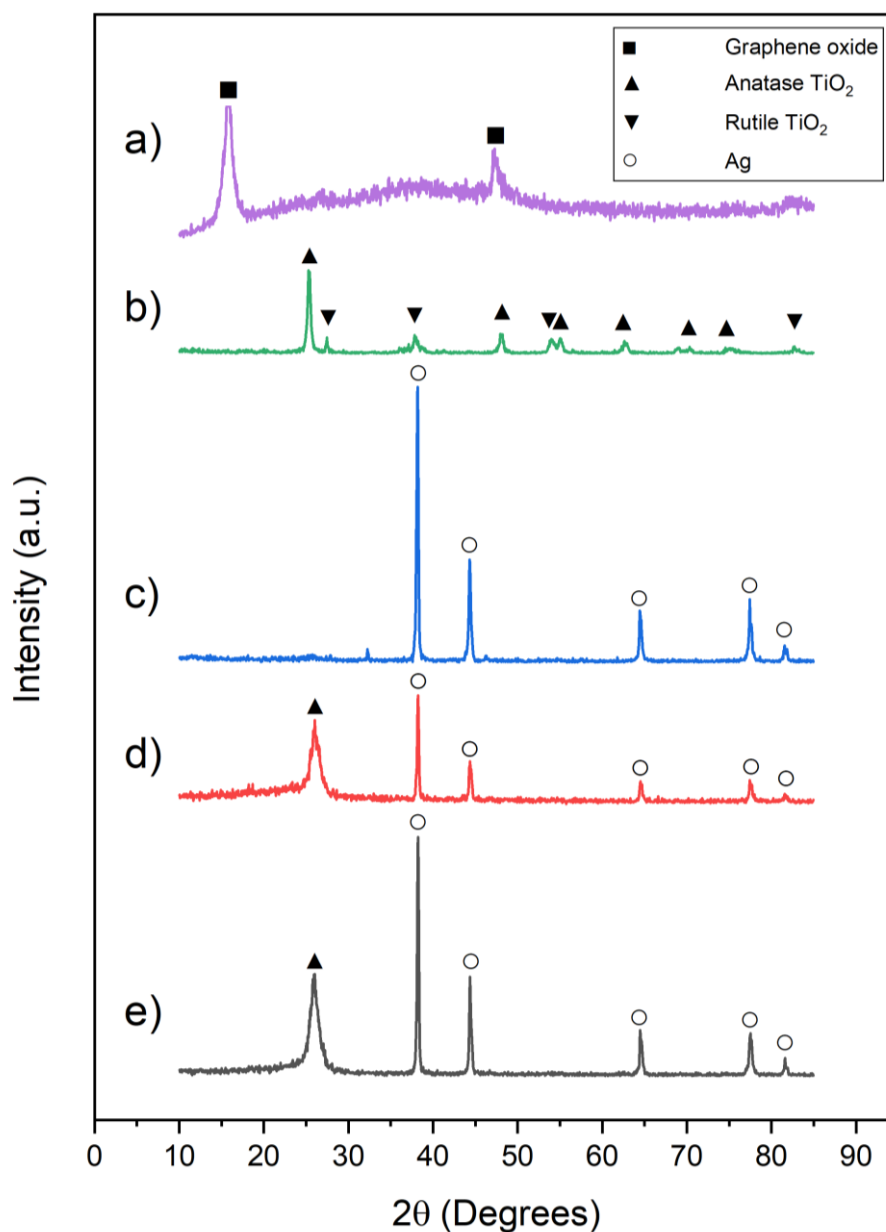 Graphene oxide
Anatase TiO₂
Rutile TiO₂
Ag
a)
b)
c)
d)
e)
Intensity (a.u.)
0 10 20 30 40 50 60 70 80 90
2θ (Degrees)